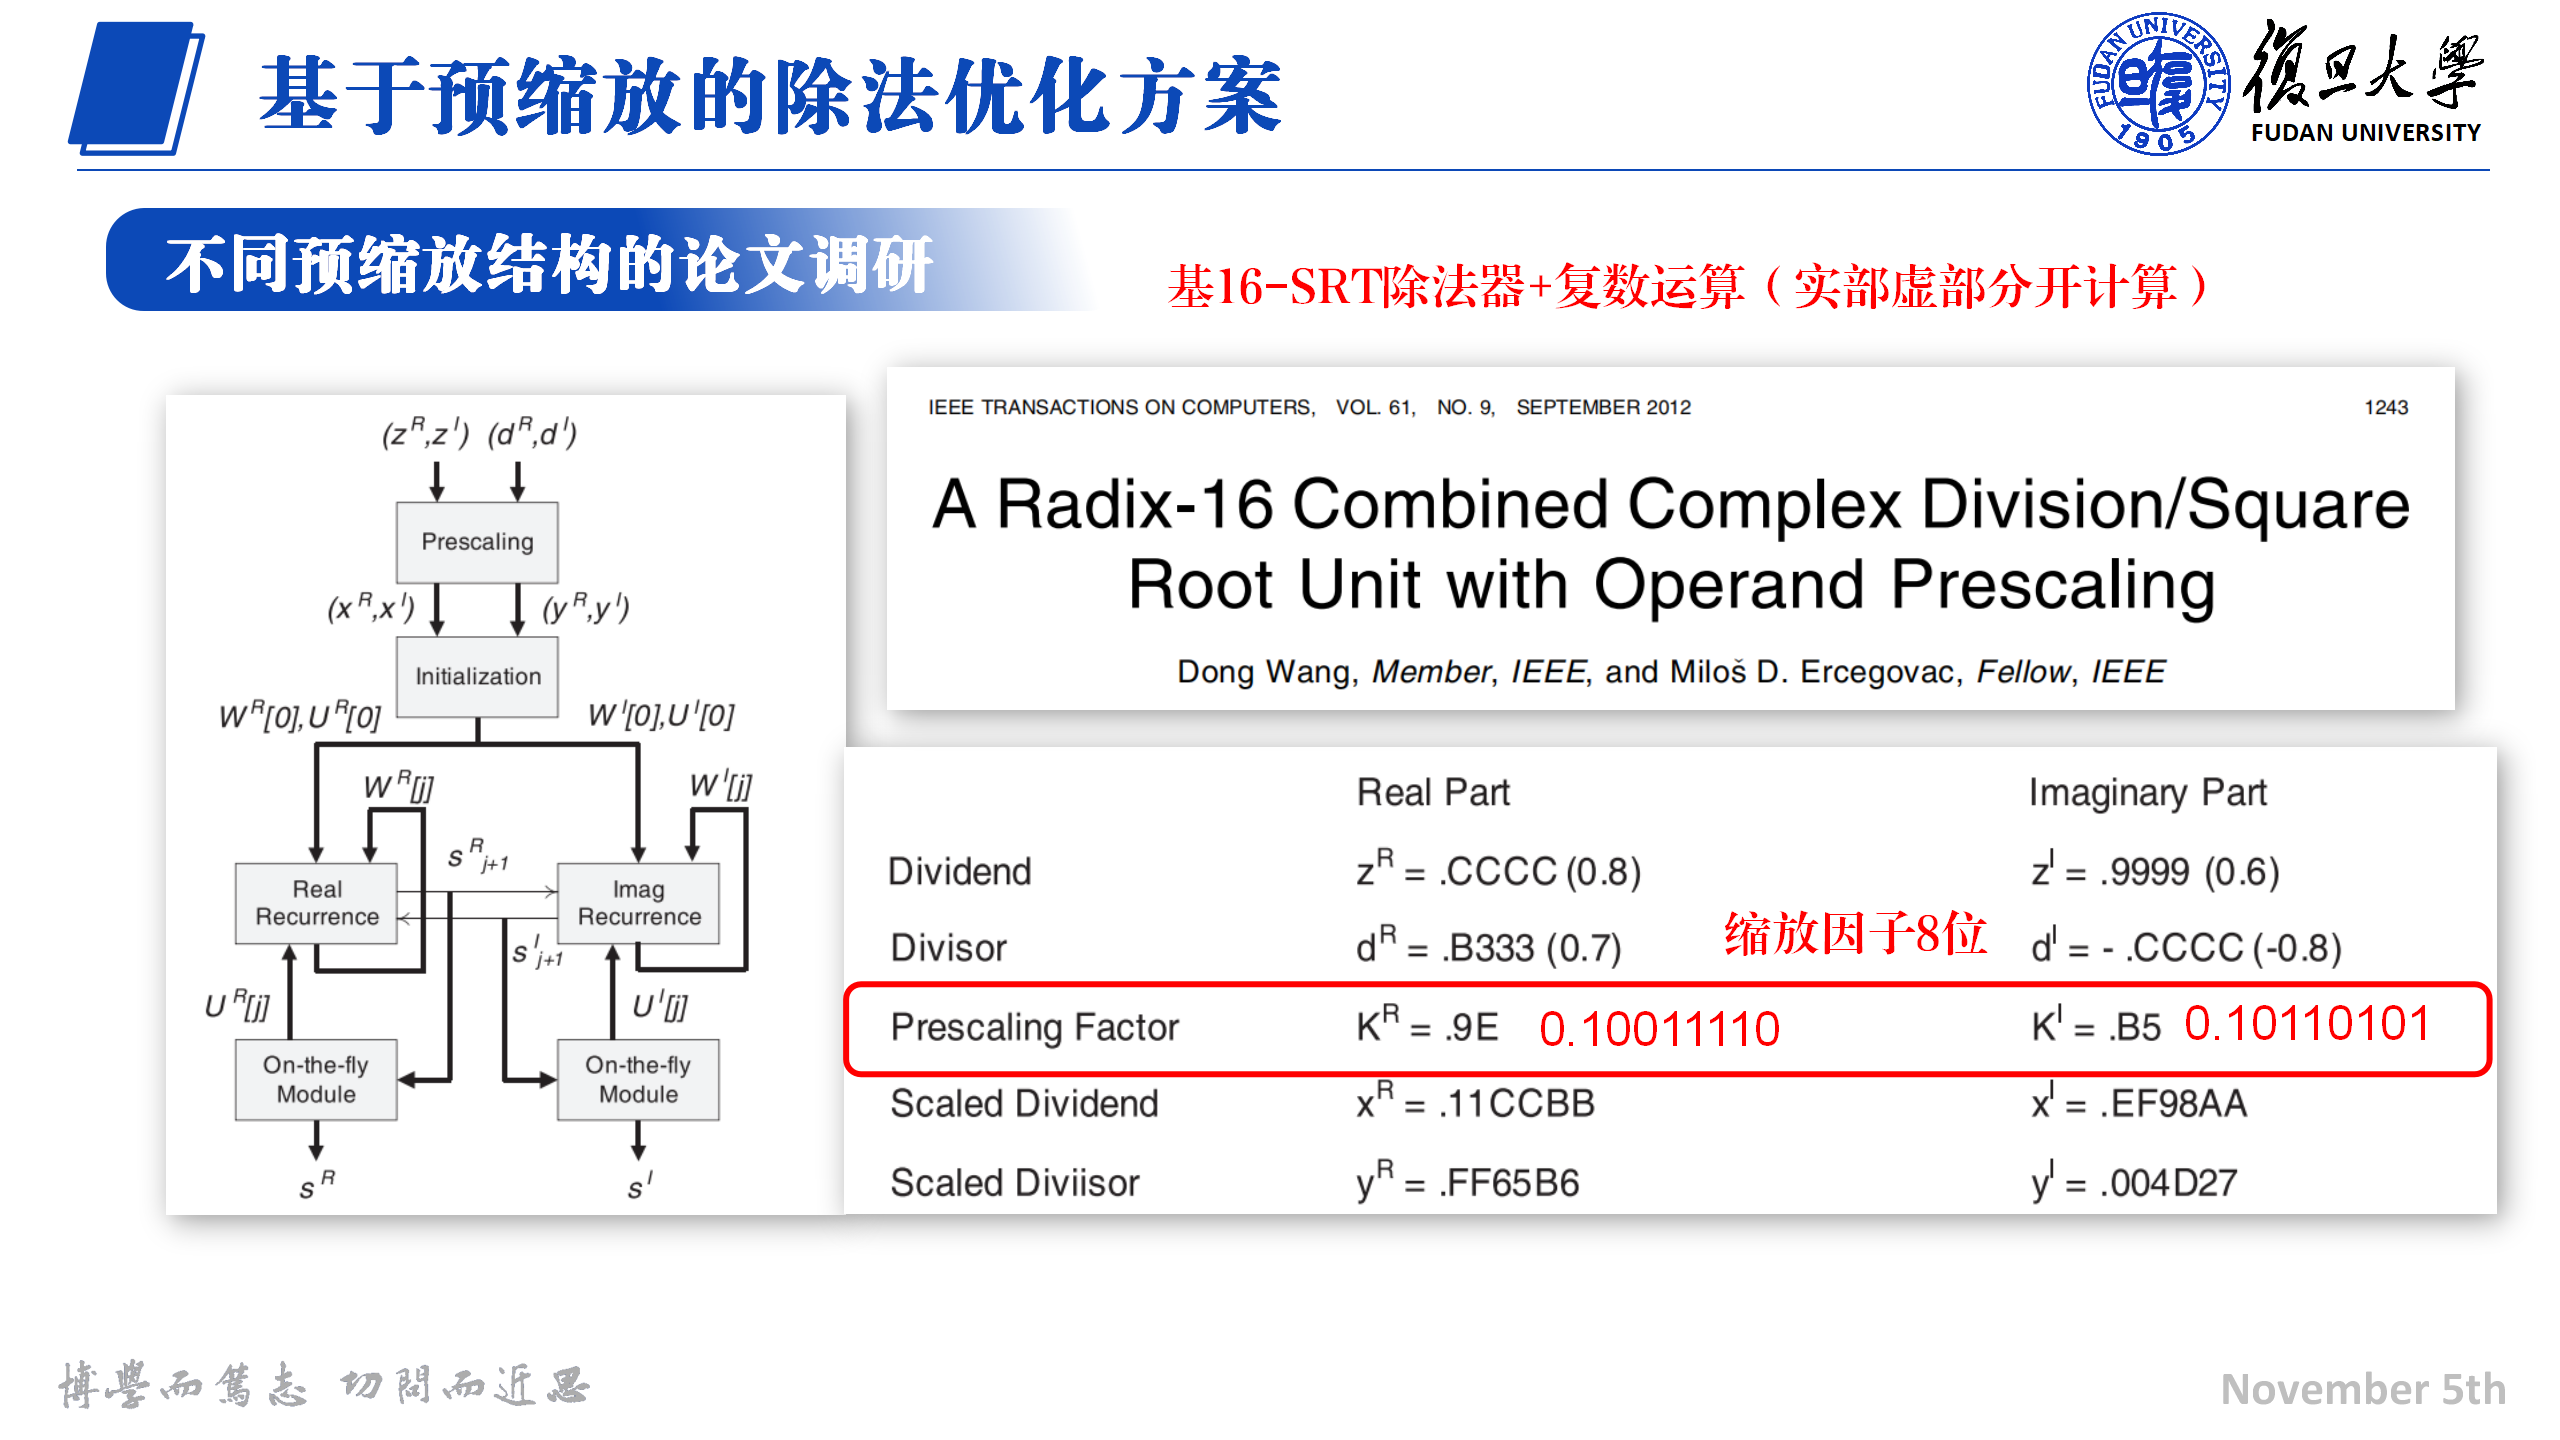 基于预缩放的除法优化方案
FUDAN UNIVERSITY
1905
復旦大學
FUDAN UNIVERSITY
不同预缩放结构的论文调研
基16-SRT除法器+复数运算（实部虚部分开计算）
(z^R,z^I) (d^R,d^I)
Prescaling
(x^R,x^I) (y^R,y^I)
Initialization
W^R[0],U^R[0] W^I[0],U^I[0]
W^R[j] W^I[j]
s^R_{j+1}
Real
Recurrence
Imag
Recurrence
s^I_{j+1}
U^R[j] U^I[j]
On-the-fly
Module
On-the-fly
Module
s^R s^I
IEEE TRANSACTIONS ON COMPUTERS, VOL. 61, NO. 9, SEPTEMBER 2012 1243
A Radix-16 Combined Complex Division/Square
Root Unit with Operand Prescaling
Dong Wang, Member, IEEE, and Miloš D. Ercegovac, Fellow, IEEE
Real Part Imaginary Part
Dividend z^R = .CCCC (0.8) z^I = .9999 (0.6)
缩放因子8位
Divisor d^R = .B333 (0.7) d^I = - .CCCC (-0.8)
Prescaling Factor K^R = .9E 0.10011110 K^I = .B5 0.10110101
Scaled Dividend x^R = .11CCBB x^I = .EF98AA
Scaled Diviisor y^R = .FF65B6 y^I = .004D27
博學而篤志 切問而近思
November 5th